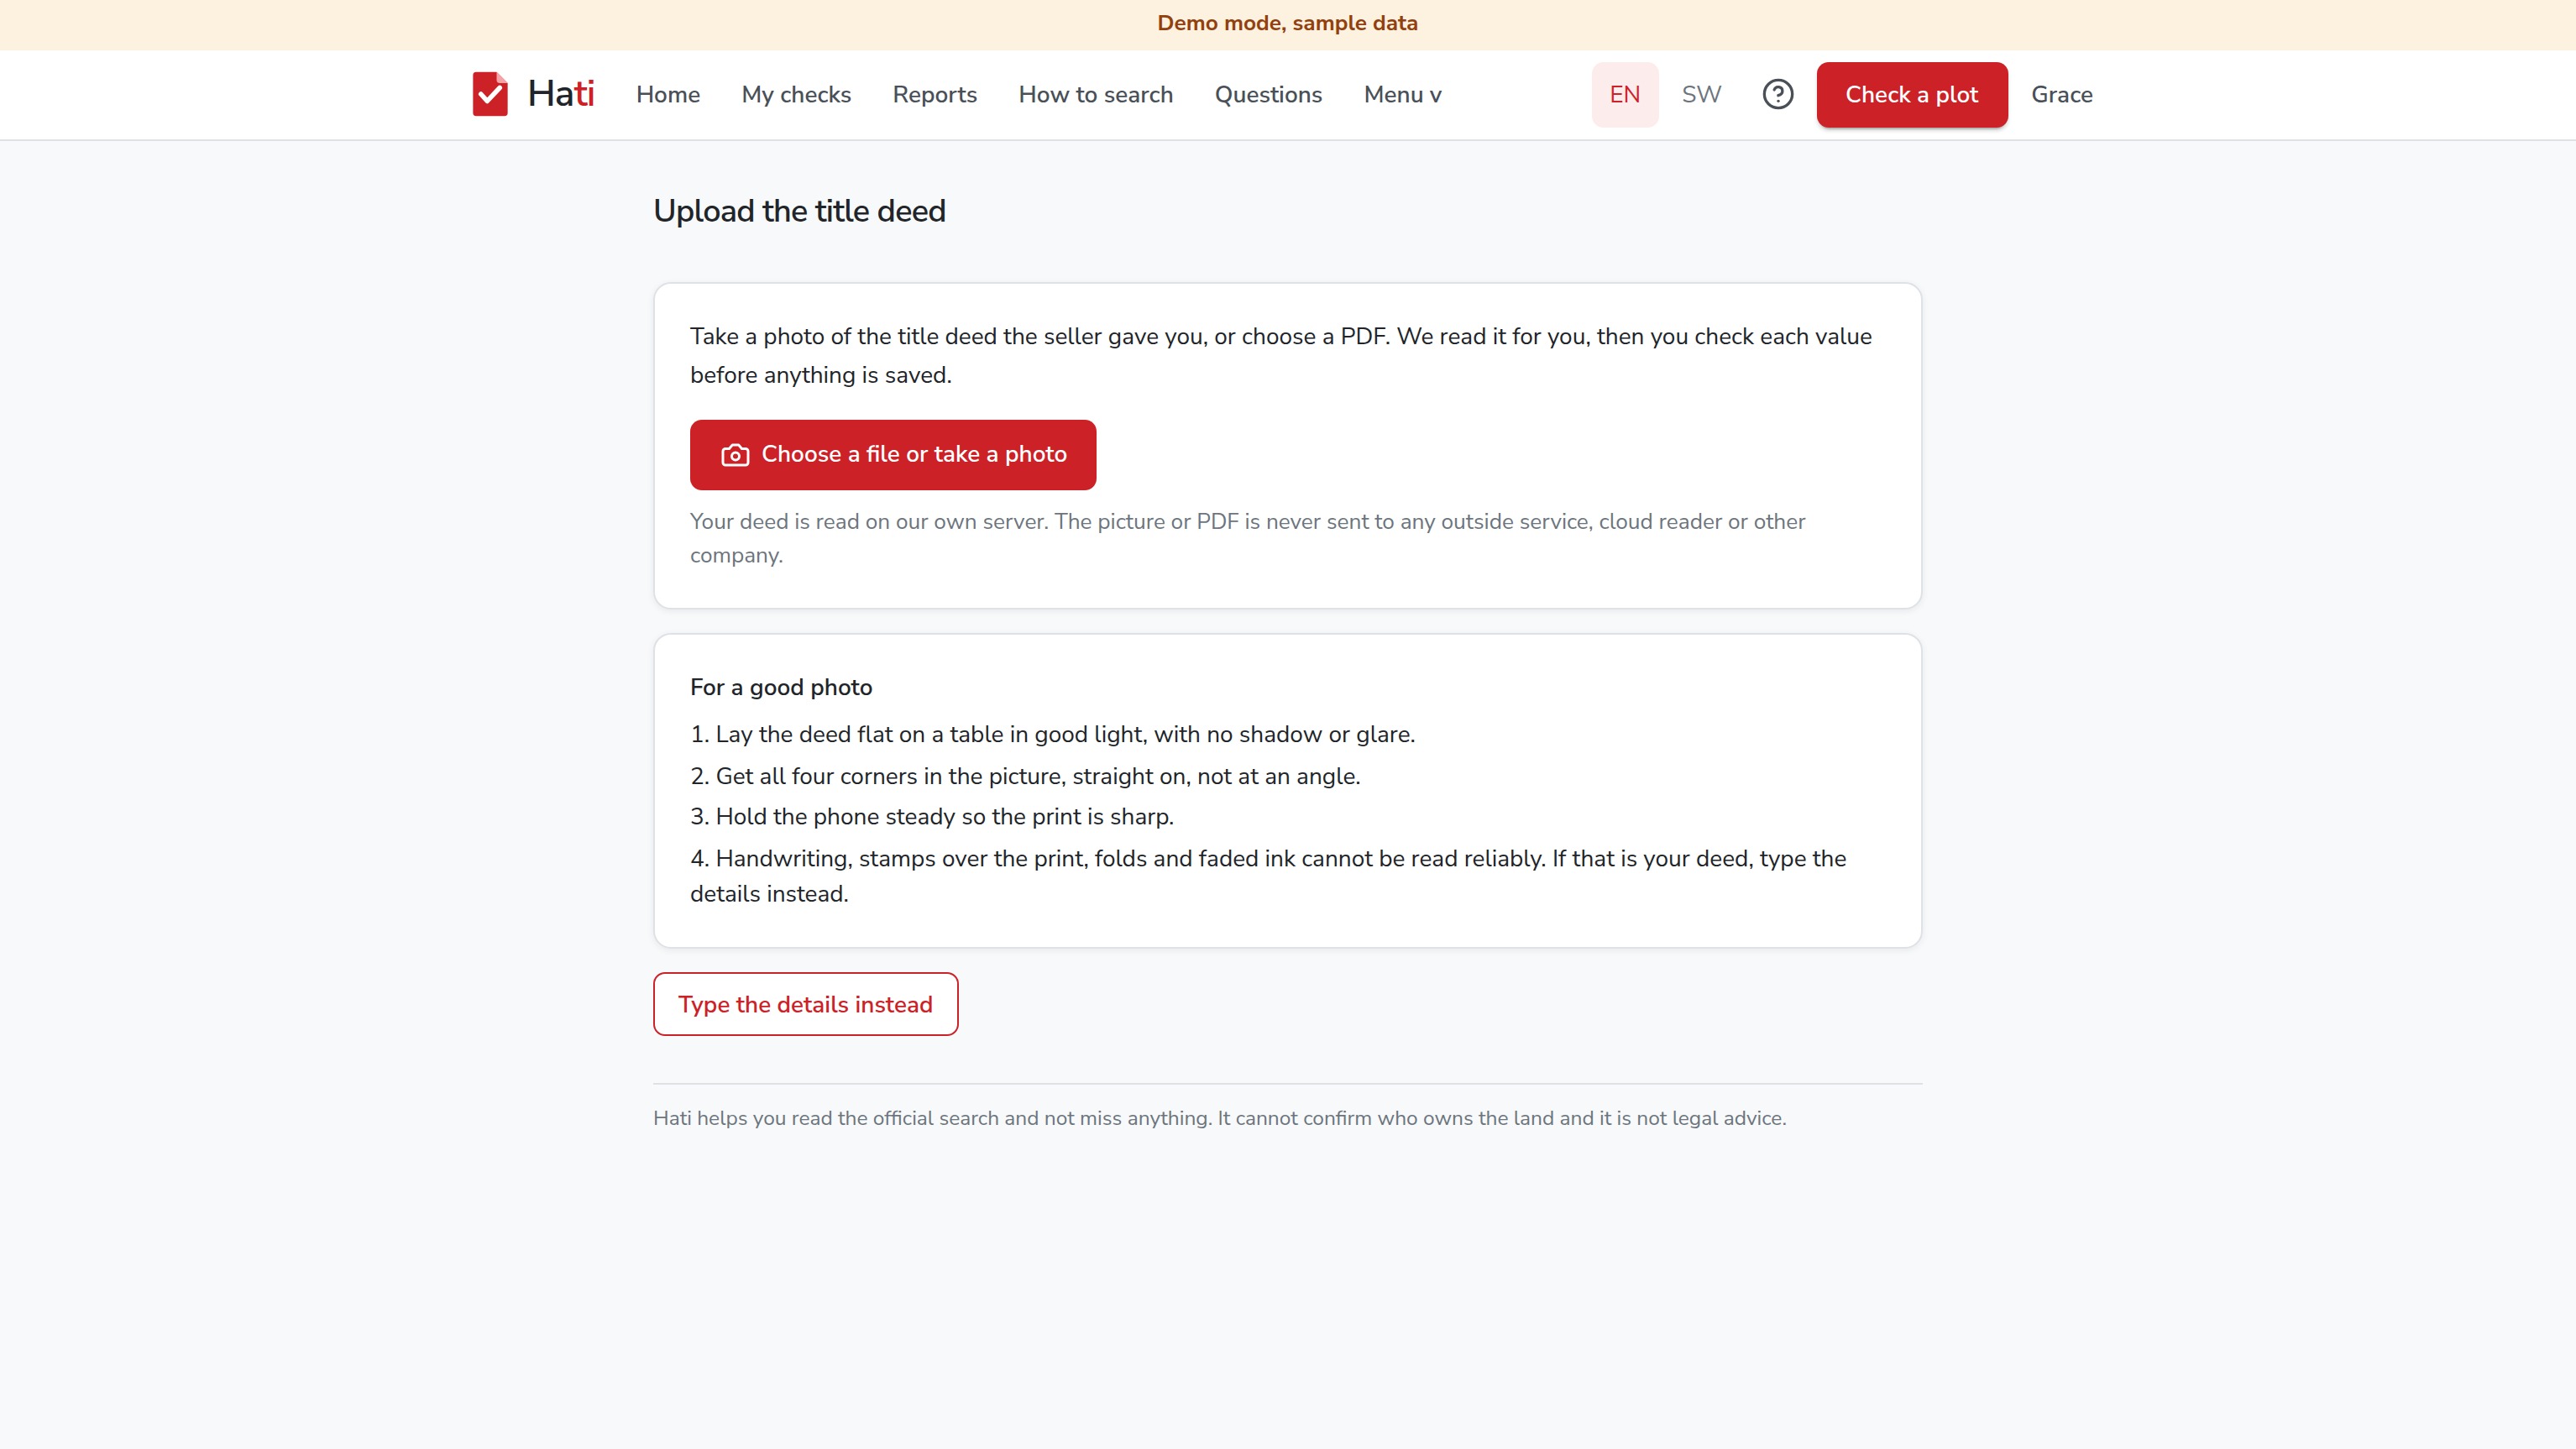 Demo mode, sample data
Hati
Home
My checks
Reports
How to search
Questions
Menu v
EN
SW
Check a plot
Grace
Upload the title deed
Take a photo of the title deed the seller gave you, or choose a PDF. We read it for you, then you check each value
before anything is saved.
Choose a file or take a photo
Your deed is read on our own server. The picture or PDF is never sent to any outside service, cloud reader or other
company.
For a good photo
1. Lay the deed flat on a table in good light, with no shadow or glare.
2. Get all four corners in the picture, straight on, not at an angle.
3. Hold the phone steady so the print is sharp.
4. Handwriting, stamps over the print, folds and faded ink cannot be read reliably. If that is your deed, type the
details instead.
Type the details instead
Hati helps you read the official search and not miss anything. It cannot confirm who owns the land and it is not legal advice.